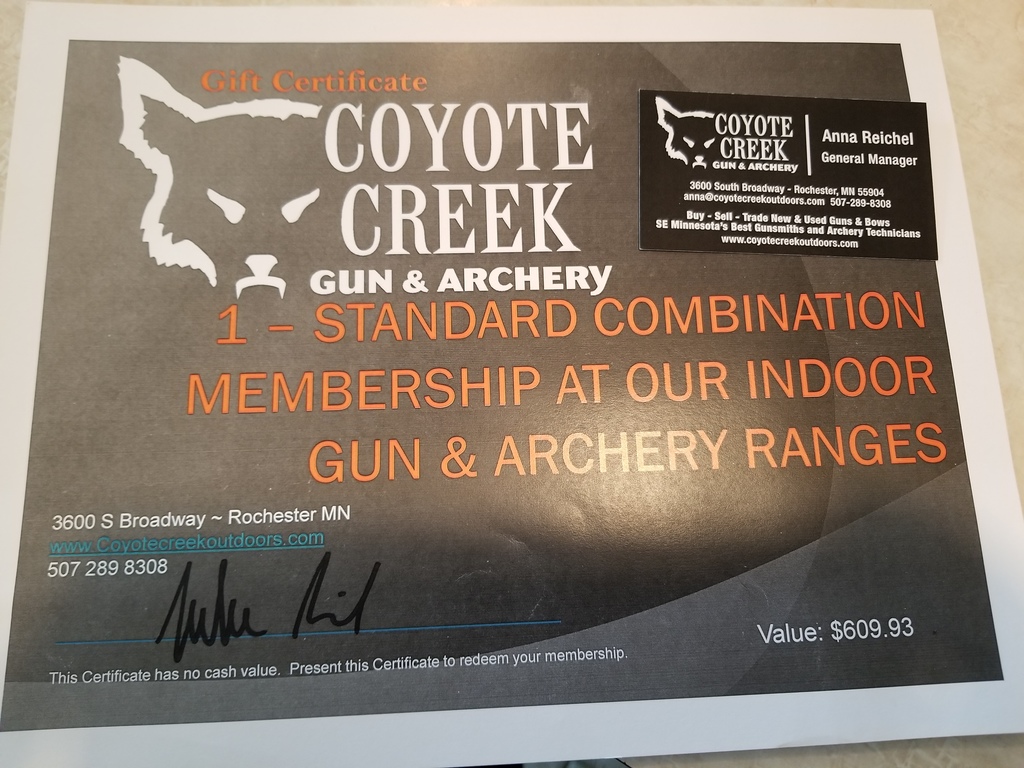 Gift Certificate
COYOTE
CREEK
GUN & ARCHERY
1 – STANDARD COMBINATION
MEMBERSHIP AT OUR INDOOR
GUN & ARCHERY RANGES
3600 S Broadway ~ Rochester MN
www.Coyotecreekoutdoors.com
507 289 8308
Value: $609.93
This Certificate has no cash value. Present this Certificate to redeem your membership.
COYOTE
CREEK
GUN & ARCHERY
Anna Reichel
General Manager
3600 South Broadway - Rochester, MN 55904
anna@coyotecreekoutdoors.com 507-289-8308
Buy - Sell - Trade New & Used Guns & Bows
SE Minnesota's Best Gunsmiths and Archery Technicians
www.coyotecreekoutdoors.com